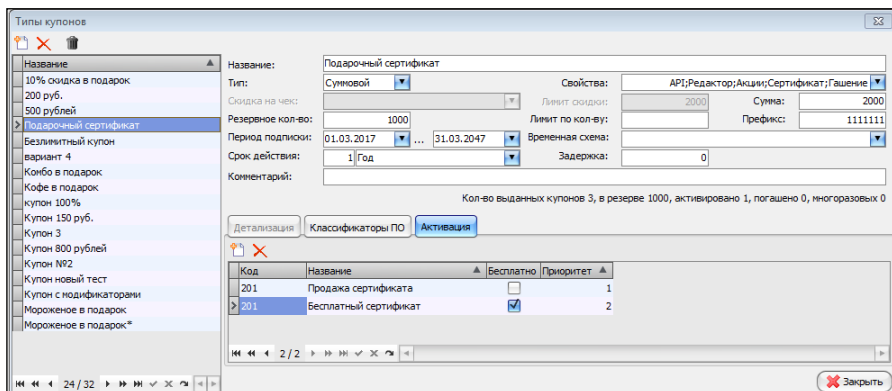 Типы купонов
Название
10% скидка в подарок
200 руб.
500 рублей
Подарочный сертификат
Безлимитный купон
вариант 4
Комбо в подарок
Кофе в подарок
купон 100%
Купон 150 руб.
Купон 3
Купон 800 рублей
Купон №2
Купон новый тест
Купон с модификаторами
Мороженое в подарок
Мороженое в подарок*
24 / 32
Название: Подарочный сертификат
Тип: Суммовой Свойства: API;Редактор;Акции;Сертификат;Гашение
Скидка на чек: Лимит скидки: 2000 Сумма: 2000
Резервное кол-во: 1000 Лимит по кол-ву: Префикс: 1111111
Период подписки: 01.03.2017 ... 31.03.2047 Временная схема:
Срок действия: 1 Год Задержка: 0
Комментарий:
Кол-во выданных купонов 3, в резерве 1000, активировано 1, погашено 0, многоразовых 0
Детализация Классификаторы ПО Активация
Код Название Бесплатно Приоритет
201 Продажа сертификата 1
201 Бесплатный сертификат 2
2 / 2
Закрыть